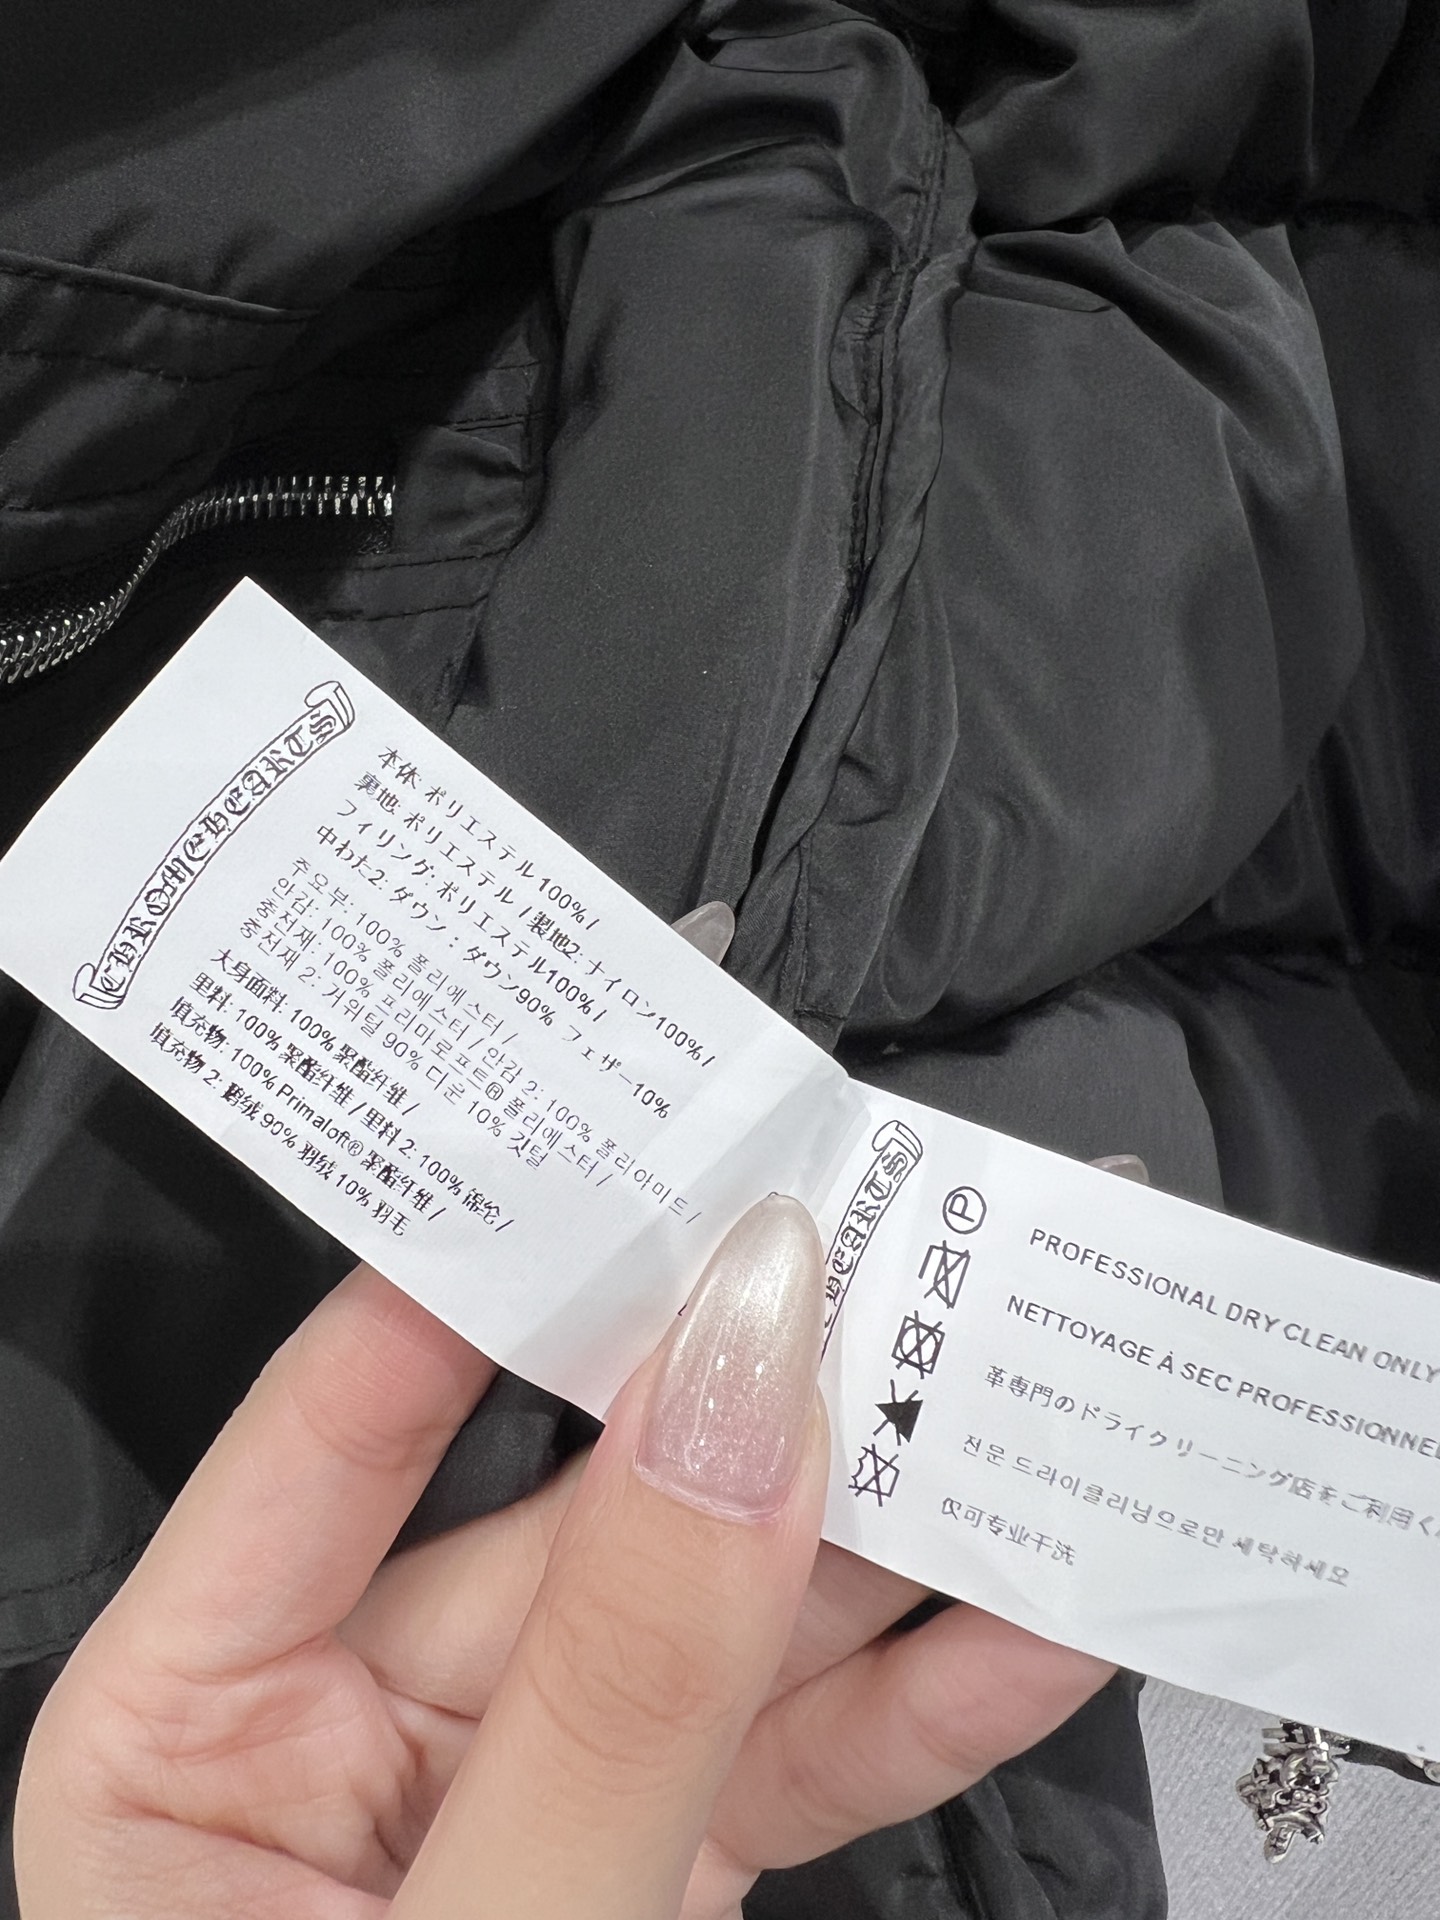 CHROME HEARTS
本体: ポリエステル100%/
裏地: ポリエステル / 製地2: ナイロン100%/
フィリング: ポリエステル100%/
中わた2: ダウン: ダウン90% フェザー10%
주요부: 100% 폴리에스터 /
안감: 100% 폴리에스터 / 안감 2: 100% 폴리아미드 /
충전재: 100% 프리마로프트® 폴리에스터 /
충전재 2: 거위털 90% 디운 10% 깃털
大身面料: 100% 聚酯纤维 /
里料: 100% 聚酯纤维 / 里料 2: 100% 锦纶 /
填充物: 100% Primaloft® 聚酯纤维 /
填充物 2: 鹅绒 90% 羽绒 10% 羽毛
HEARTS
P
PROFESSIONAL DRY CLEAN ONLY
NETTOYAGE À SEC PROFESSIONNEL
革専門のドライクリーニング店をご利用く
전문 드라이클리닝으로만 세탁하세요
仅可专业干洗